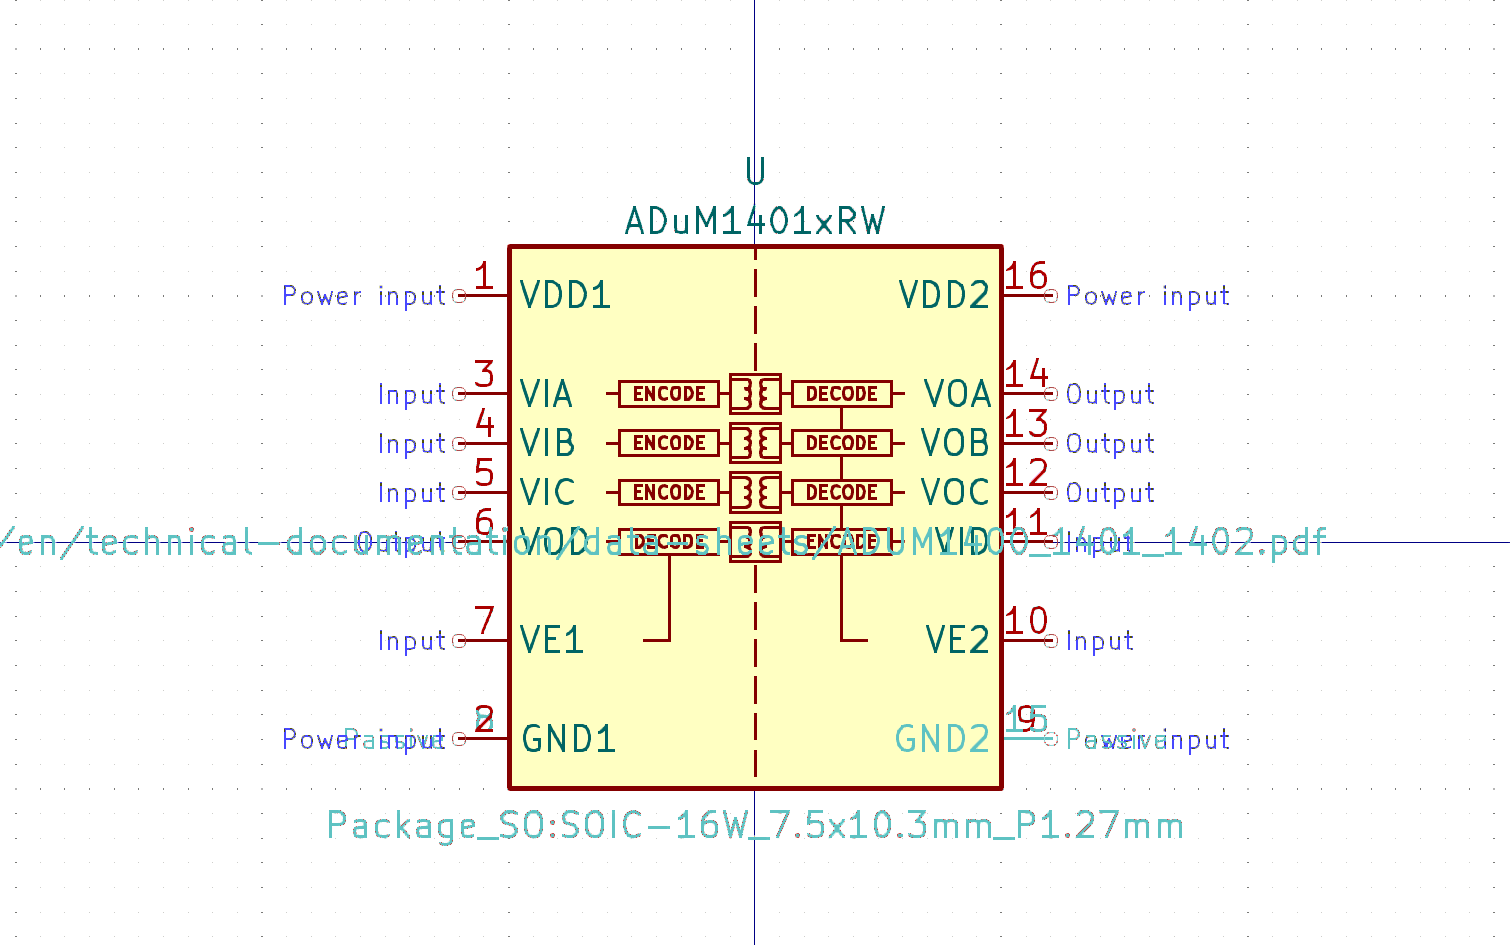 U
ADuM1401xRW
Power input 1 VDD1 VDD2 16 Power input
Input 3 VIA ENCODE DECODE VOA 14 Output
Input 4 VIB ENCODE DECODE VOB 13 Output
Input 5 VIC ENCODE DECODE VOC 12 Output
Output 6 VOD DECODE ENCODE VID 11 Input
/en/technical-documentation/data-sheets/ADUM1400_1401_1402.pdf
Input 7 VE1 VE2 10 Input
Power input Passive 2 8 GND1 GND2 9 15 Power input Passive
Package_SO:SOIC-16W_7.5x10.3mm_P1.27mm